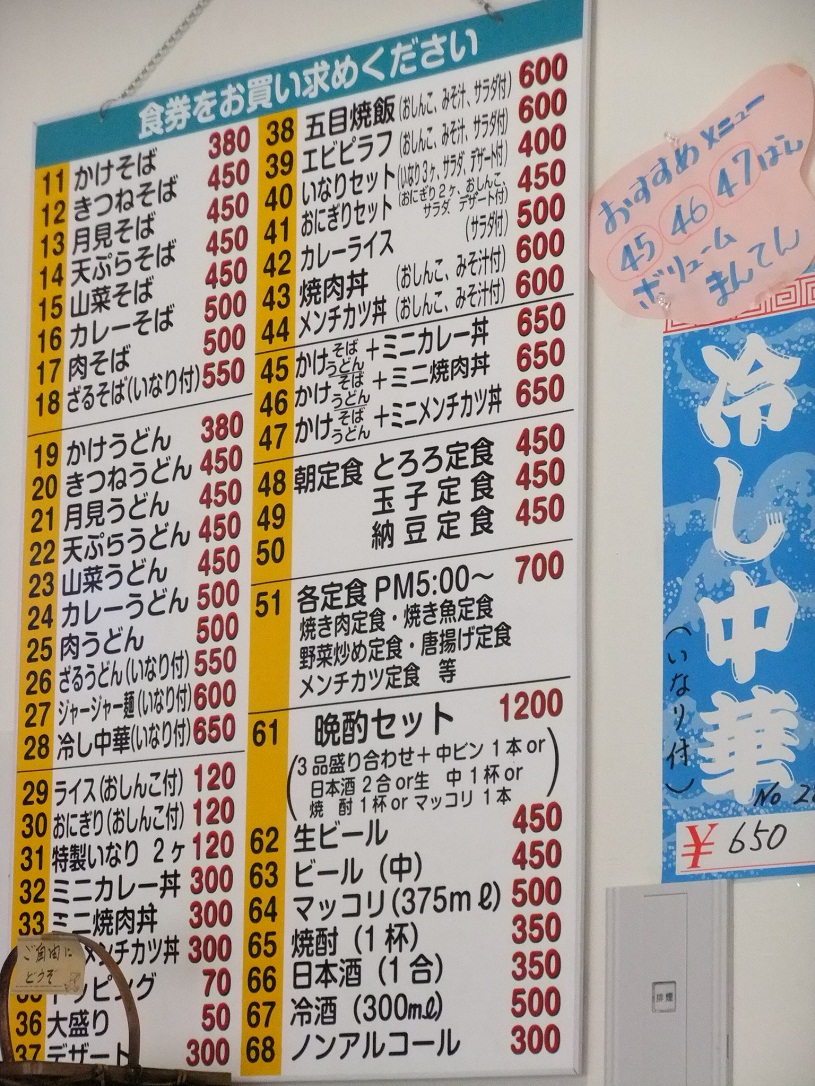 食券をお買い求めください
11 かけそば 380
12 きつねそば 450
13 月見そば 450
14 天ぷらそば 450
15 山菜そば 450
16 カレーそば 500
17 肉そば 500
18 ざるそば(いなり付) 550
19 かけうどん 380
20 きつねうどん 450
21 月見うどん 450
22 天ぷらうどん 450
23 山菜うどん 450
24 カレーうどん 500
25 肉うどん 500
26 ざるうどん(いなり付) 550
27 ジャージャー麺(いなり付) 600
28 冷し中華(いなり付) 650
29 ライス(おしんこ付) 120
30 おにぎり(おしんこ付) 120
31 特製いなり 2ヶ 120
32 ミニカレー丼 300
33 ミニ焼肉丼 300
メンチカツ丼 300
トッピング 70
36 大盛り 50
37 デザート 300
38 五目焼飯(おしんこ、みそ汁、サラダ付) 600
39 エビピラフ(おしんこ、みそ汁、サラダ付) 600
40 いなりセット(いなり3ヶ、サラダ、デザート付) 400
41 おにぎりセット(おにぎり2ヶ、おしんこ、サラダ デザート付) 450
42 カレーライス (サラダ付) 500
43 焼肉丼 (おしんこ、みそ汁付) 600
44 メンチカツ丼 (おしんこ、みそ汁付) 600
45 かけそばうどん+ミニカレー丼 650
46 かけそばうどん+ミニ焼肉丼 650
47 かけそばうどん+ミニメンチカツ丼 650
48 朝定食 とろろ定食 450
49 玉子定食 450
50 納豆定食 450
51 各定食 PM5:00〜 700
焼き肉定食・焼き魚定食
野菜炒め定食・唐揚げ定食
メンチカツ定食 等
61 晩酌セット 1200
(3品盛り合わせ+中ビン1本or
日本酒2合or生 中1杯or
焼 酎1杯orマッコリ1本)
62 生ビール 450
63 ビール (中) 450
64 マッコリ(375mℓ) 500
65 焼酎 (1杯) 350
66 日本酒 (1合) 350
67 冷酒 (300mℓ) 500
68 ノンアルコール 300
おすすめメニュー
45 46 47ばん
ボリューム
まんてん
冷し中華
(いなり付)
No 28
¥650
ご自由に
どうぞ
排煙